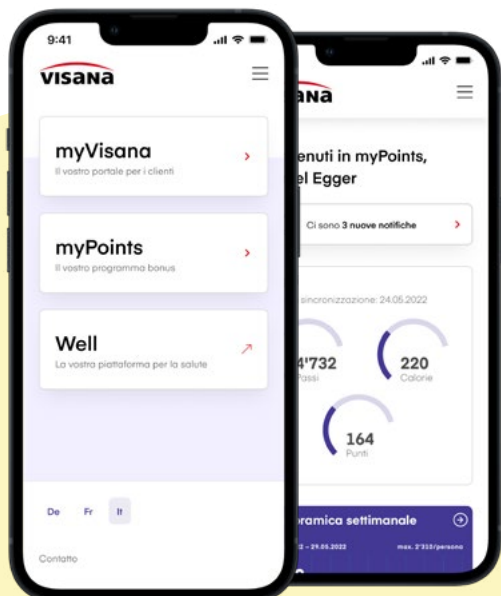 9:41
visana
myVisana
Il vostro portale per i clienti
myPoints
Il vostro programma bonus
Well
La vostra piattaforma per la salute
De Fr It
Contatto
ana
enuti in myPoints,
el Egger
Ci sono 3 nuove notifiche
sincronizzazione: 24.05.2022
4'732
Passi
220
Calorie
164
Punti
oramica settimanale
– 29.05.2022 max. 2'313/persona